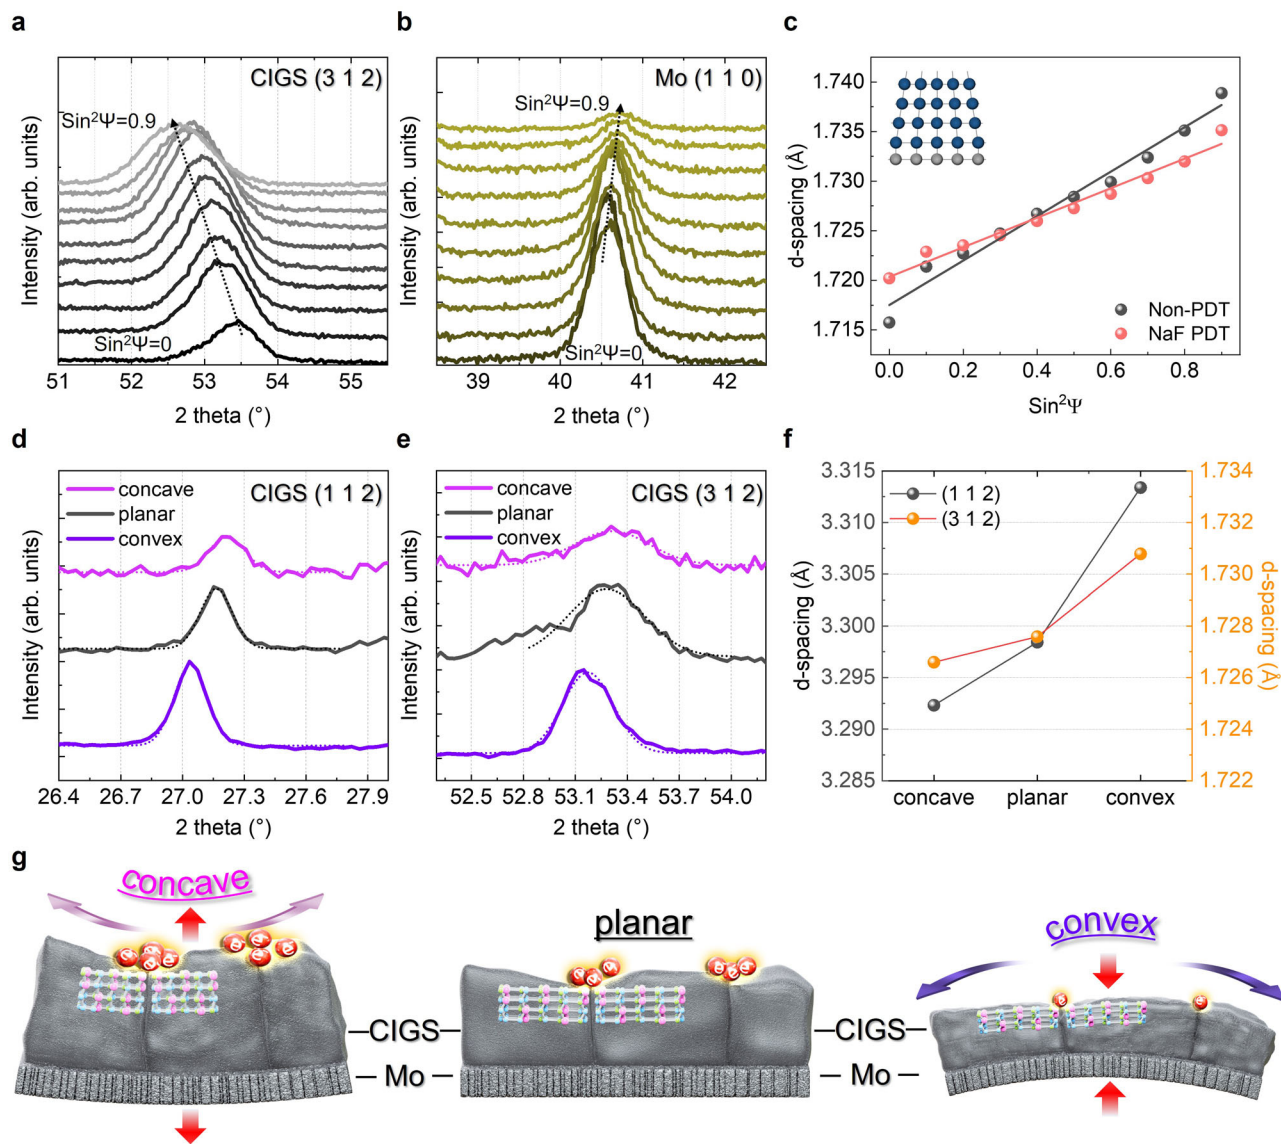 a
CIGS (3 1 2)
Sin²Ψ=0.9
Sin²Ψ=0
Intensity (arb. units)
51 52 53 54 55
2 theta (°)
b
Mo (1 1 0)
Sin²Ψ=0.9
Sin²Ψ=0
Intensity (arb. units)
39 40 41 42
2 theta (°)
c
1.740
1.735
1.730
1.725
1.720
1.715
d-spacing (Å)
Non-PDT
NaF PDT
0.0 0.2 0.4 0.6 0.8
Sin²Ψ
d
concave
planar
convex
CIGS (1 1 2)
Intensity (arb. units)
26.4 26.7 27.0 27.3 27.6 27.9
2 theta (°)
e
concave
planar
convex
CIGS (3 1 2)
Intensity (arb. units)
52.5 52.8 53.1 53.4 53.7 54.0
2 theta (°)
f
3.315
3.310
3.305
3.300
3.295
3.290
3.285
d-spacing (Å)
(1 1 2)
(3 1 2)
1.734
1.732
1.730
1.728
1.726
1.724
1.722
d-spacing (Å)
concave planar convex
g
concave
planar
convex
CIGS
CIGS
Mo
Mo